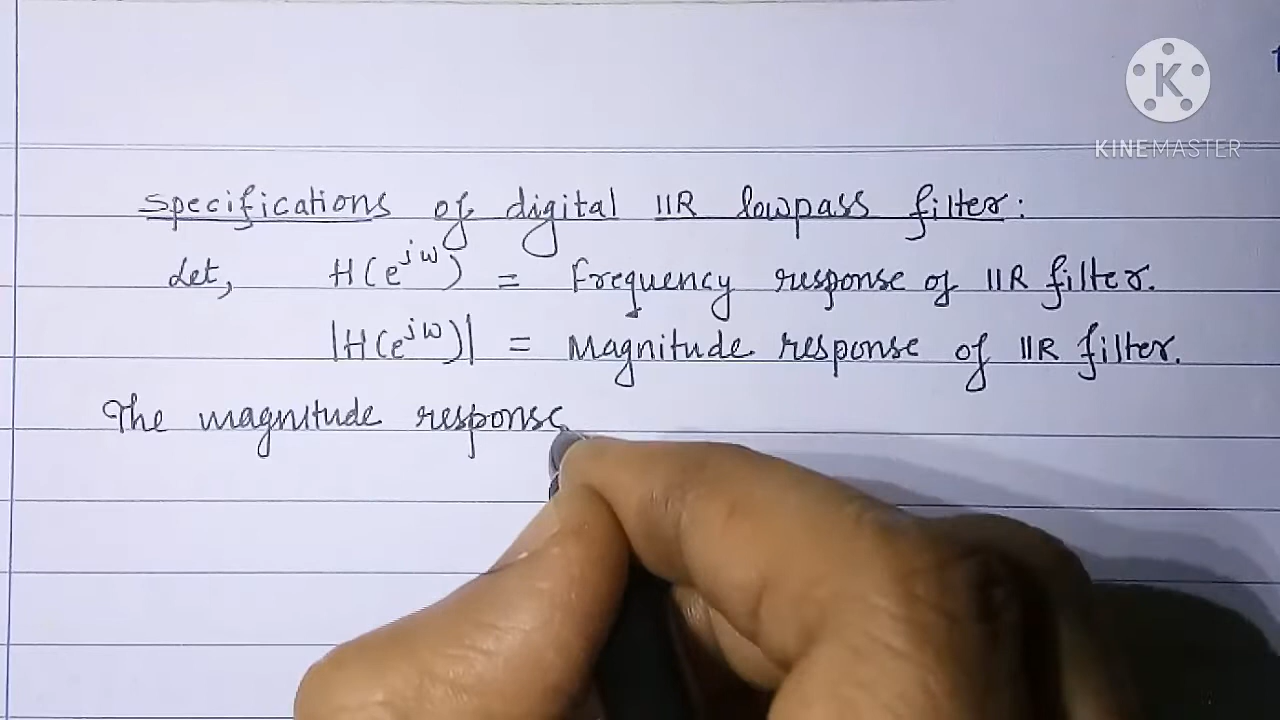 K
KINEMASTER
specifications of digital IIR lowpass filter:
Let, H(e^jω) = Frequency response of IIR filter.
|H(e^jω)| = Magnitude response of IIR filter.
The magnitude response